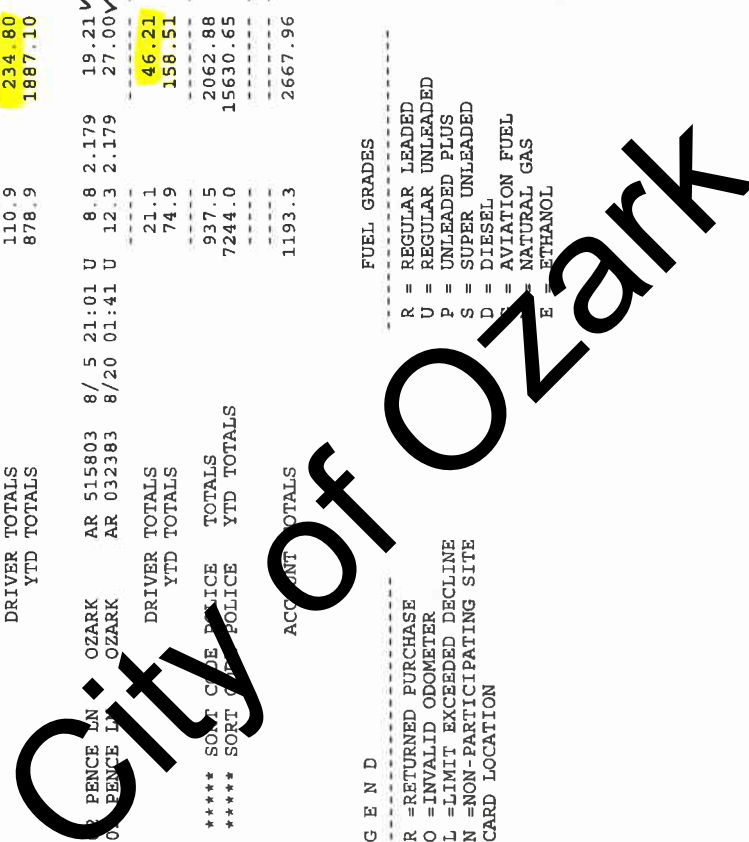 DRIVER TOTALS 110.9 234.80
YTD TOTALS 878.9 1887.10
PENCE LN OZARK AR 515803 8/ 5 21:01 U 8.8 2.179 19.21
PENCE LN OZARK AR 032383 8/20 01:41 U 12.3 2.179 27.00
DRIVER TOTALS 21.1 46.21
YTD TOTALS 74.9 158.51
***** SORT CODE POLICE TOTALS 937.5 2062.88
***** SORT CODE POLICE YTD TOTALS 7244.0 15630.65
ACCOUNT TOTALS 1193.3 2667.96
G E N D FUEL GRADES
R =RETURNED PURCHASE R = REGULAR LEADED
O =INVALID ODOMETER U = REGULAR UNLEADED
L =LIMIT EXCEEDED DECLINE P = UNLEADED PLUS
N =NON-PARTICIPATING SITE S = SUPER UNLEADED
CARD LOCATION D = DIESEL
= AVIATION FUEL
= NATURAL GAS
E = ETHANOL
City of Ozark